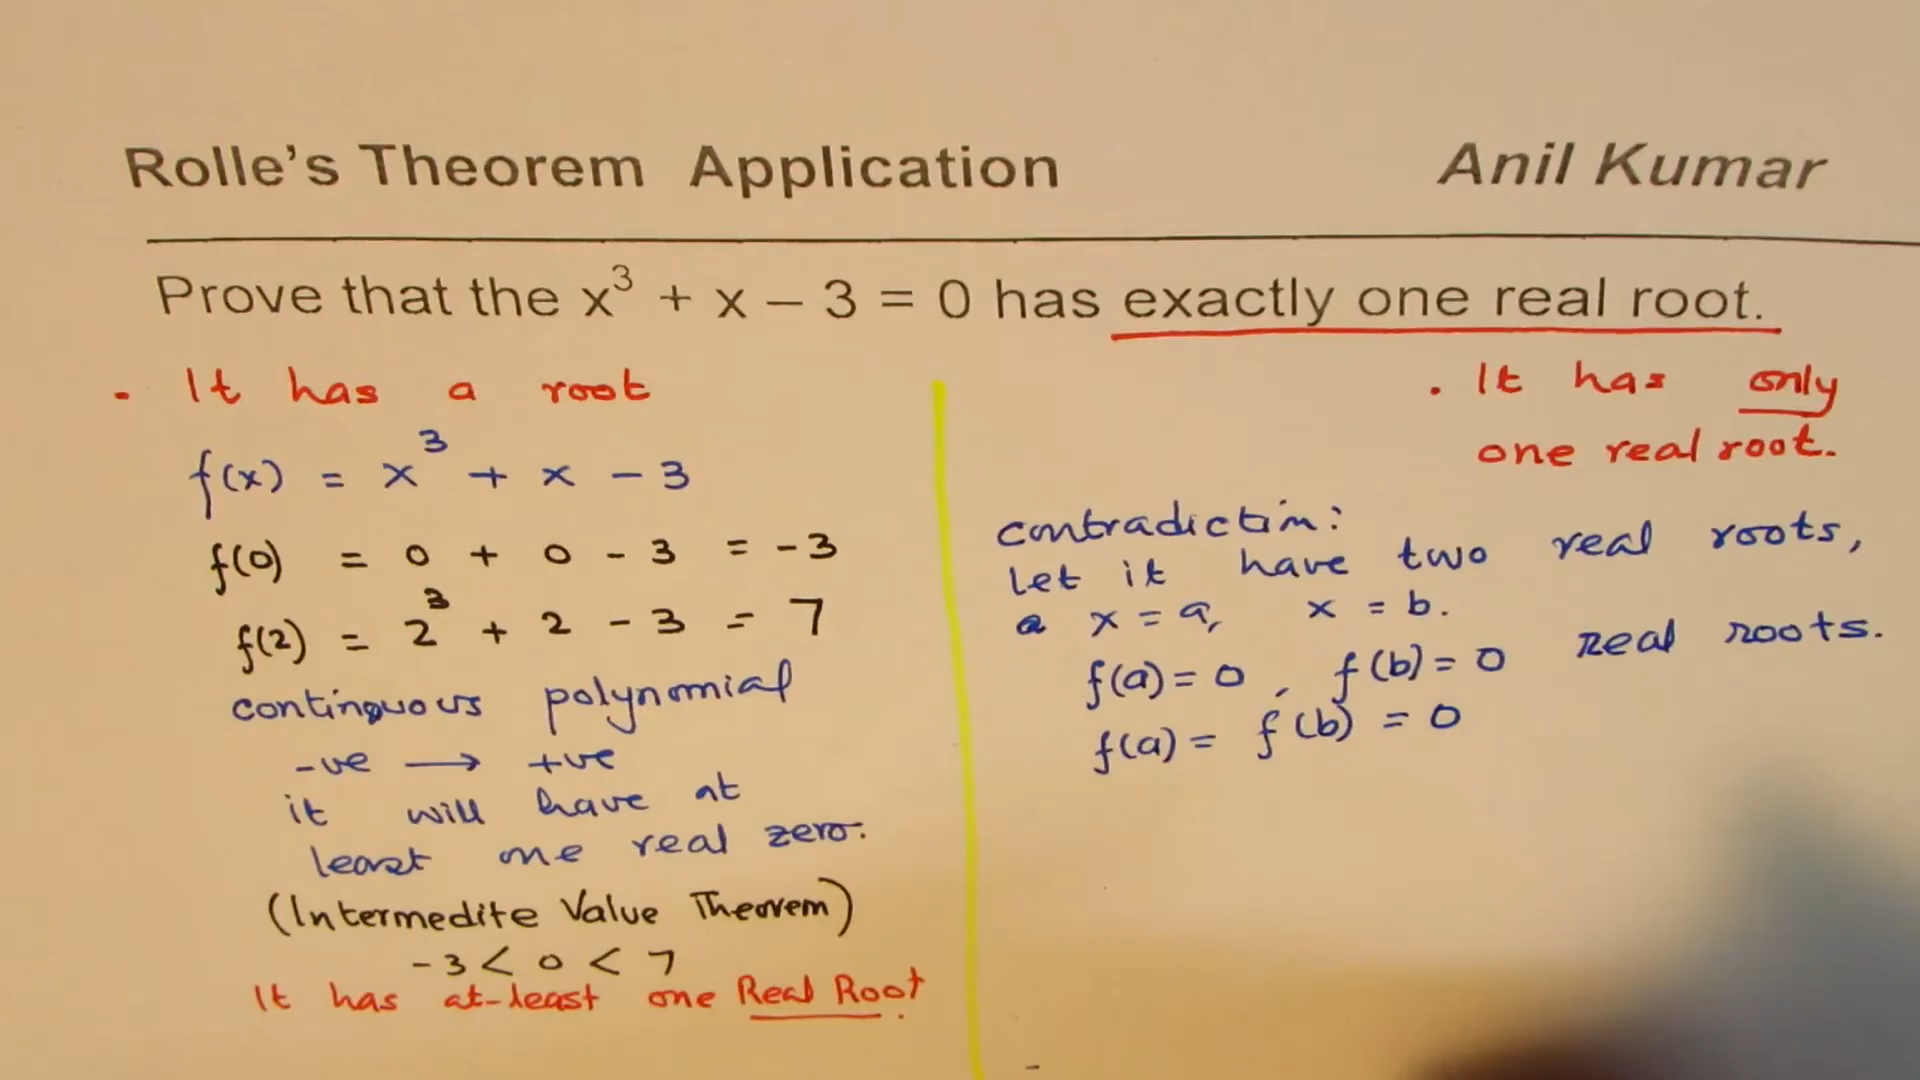 Rolle's Theorem Application
Anil Kumar
Prove that the x³ + x – 3 = 0 has exactly one real root.
. It has a root
f(x) = x³ + x - 3
f(0) = 0 + 0 - 3 = -3
f(2) = 2³ + 2 - 3 = 7
continuous polynomial
-ve → +ve
it will have at
least one real zero.
(Intermedite Value Theorem)
-3 < 0 < 7
It has at-least one Real Root.
. It has only
one real root.
contradiction:
let it have two real roots,
x = a, x = b.
f(a) = 0, f(b) = 0 real roots.
f(a) = f(b) = 0